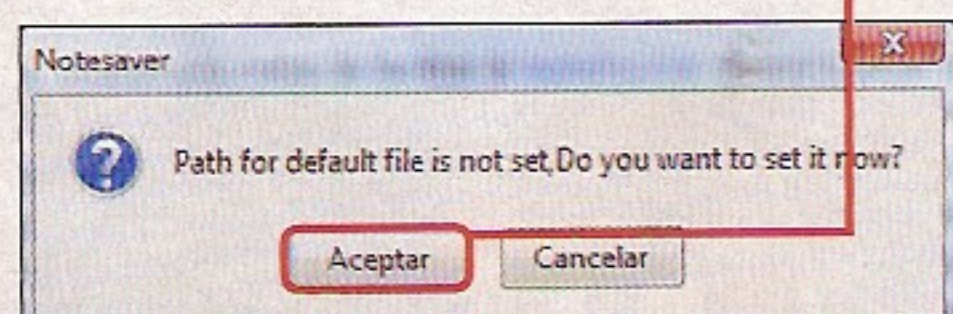 Notesaver
Path for default file is not set,Do you want to set it now?
Aceptar
Cancelar